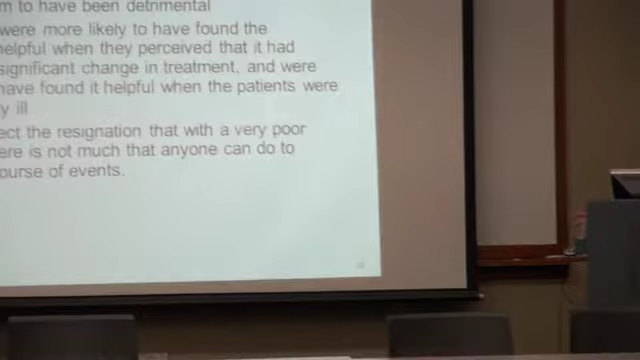 m to have been detrimental
were more likely to have found the
helpful when they perceived that it had
significant change in treatment, and were
have found it helpful when the patients were
y ill
ect the resignation that with a very poor
ere is not much that anyone can do to
ourse of events.